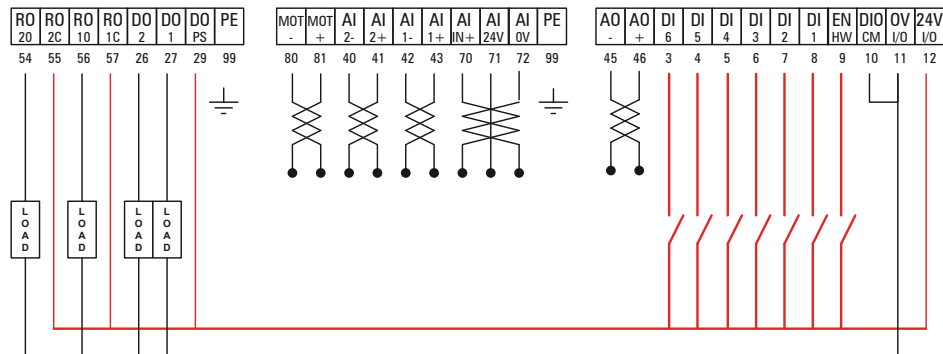 RO RO RO RO DO DO DO PE MOT MOT AI AI AI AI AI AI AI PE AO AO DI DI DI DI DI DI EN DIO 0V 24V
20 2C 10 1C 2 1 PS - + 2- 2+ 1- 1+ IN+ 24V 0V - + 6 5 4 3 2 1 HW CM I/O I/O
54 55 56 57 26 27 29 99 80 81 40 41 42 43 70 71 72 99 45 46 3 4 5 6 7 8 9 10 11 12
LOAD LOAD LOAD LOAD